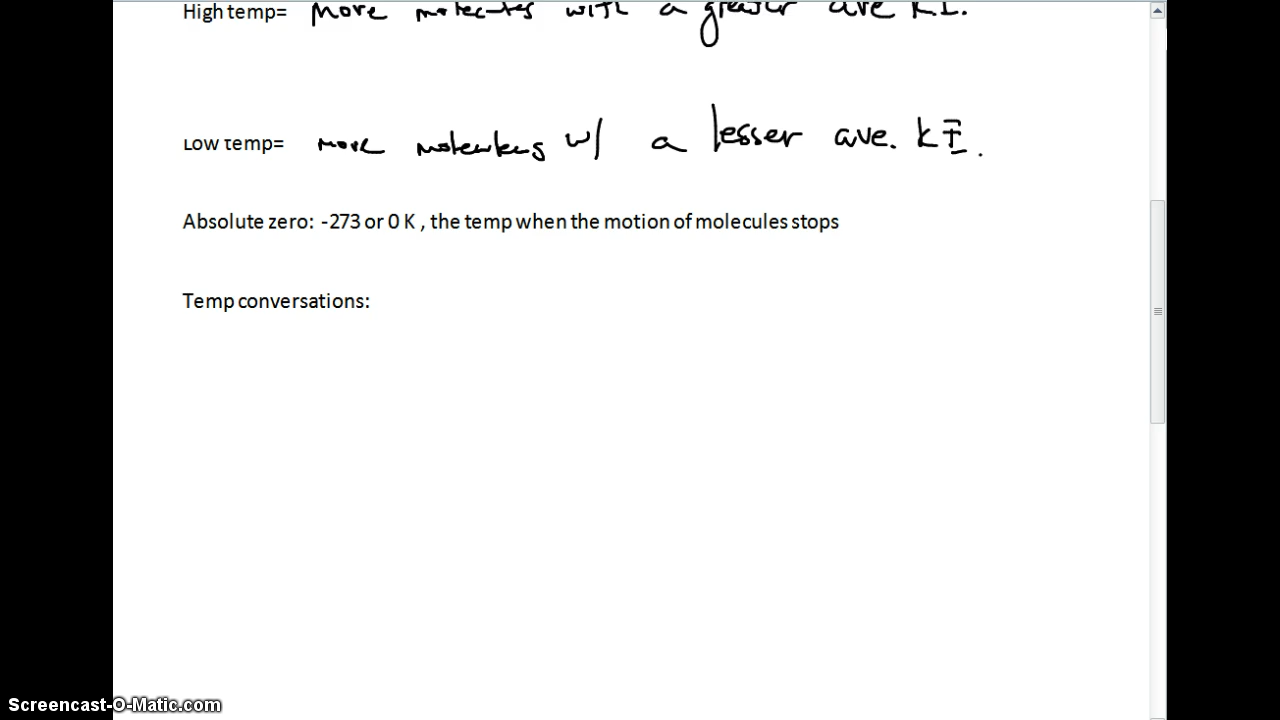 High temp= more molecules with a greater ave K.E.
Low temp= more molecules w/ a lesser ave. KE.
Absolute zero: -273 or 0 K , the temp when the motion of molecules stops
Temp conversations:
Screencast-O-Matic.com